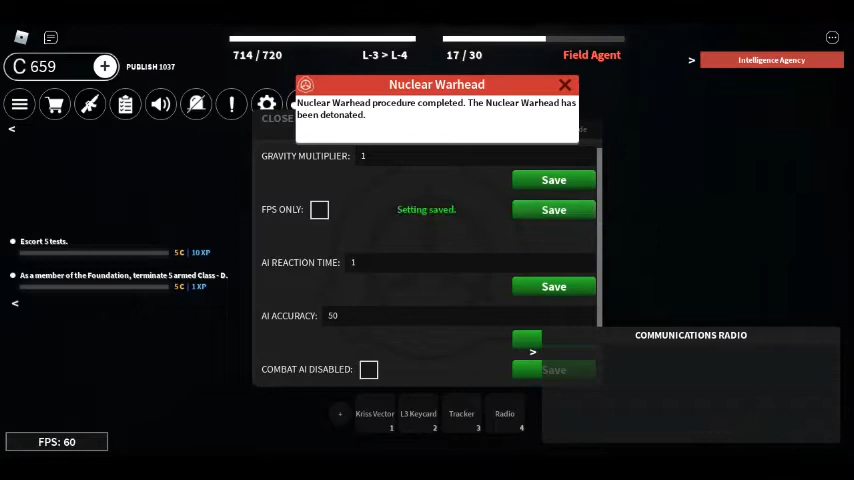 714 / 720
L-3 > L-4
17 / 30
Field Agent
C 659
+
PUBLISH 1037
> Intelligence Agency
Nuclear Warhead
Nuclear Warhead procedure completed. The Nuclear Warhead has
been detonated.
CLOSE
<
GRAVITY MULTIPLIER: 1
Save
FPS ONLY:
Setting saved.
Save
Escort 5 tests.
5 C | 10 XP
As a member of the Foundation, terminate 5 armed Class - D.
5 C | 1 XP
<
AI REACTION TIME: 1
Save
AI ACCURACY: 50
COMMUNICATIONS RADIO
>
COMBAT AI DISABLED:
Save
+
Kriss Vector
1
L3 Keycard
2
Tracker
3
Radio
4
FPS: 60